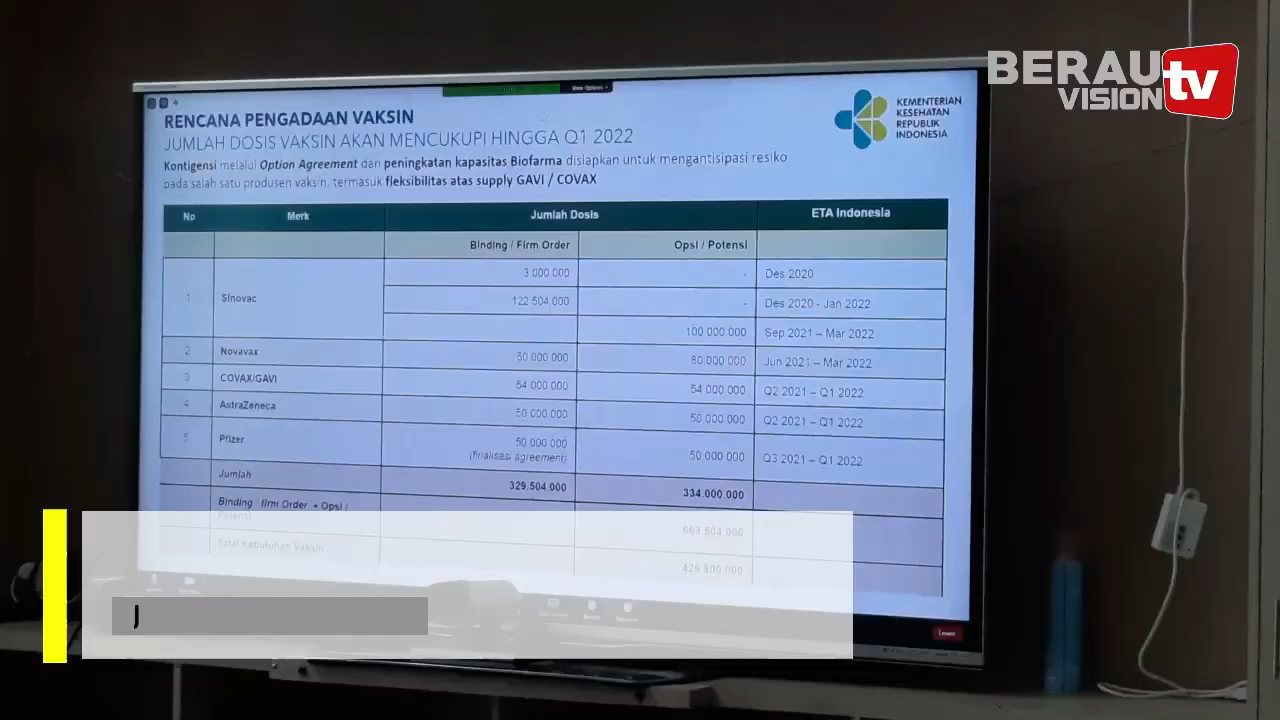 BERAU
VISION
tv
View Options
RENCANA PENGADAAN VAKSIN
JUMLAH DOSIS VAKSIN AKAN MENCUKUPI HINGGA Q1 2022
Kontigensi melalui Option Agreement dan peningkatan kapasitas Biofarma disiapkan untuk mengantisipasi resiko
pada salah satu produsen vaksin, termasuk fleksibilitas atas supply GAVI / COVAX
KEMENTERIAN
KESEHATAN
REPUBLIK
INDONESIA
No Merk Jumlah Dosis ETA Indonesia
Binding / Firm Order Opsi / Potensi
3 000 000 - Des 2020
1 Sinovac 122 504 000 - Des 2020 - Jan 2022
100 000 000 Sep 2021 – Mar 2022
2 Novavax 50 000 000 80 000 000 Jun 2021 – Mar 2022
3 COVAX/GAVI 54 000 000 54 000 000 Q2 2021 – Q1 2022
4 AstraZeneca 50 000 000 50 000 000 Q2 2021 – Q1 2022
5 Pfizer 50 000 000 50 000 000 Q3 2021 – Q1 2022
(finalisasi agreement)
Jumlah 329.504.000 334.000.000
Binding / firm Order + Opsi /
Potensi 663 504 000
Total Kebutuhan Vaksin 426 800 000
J
Leave